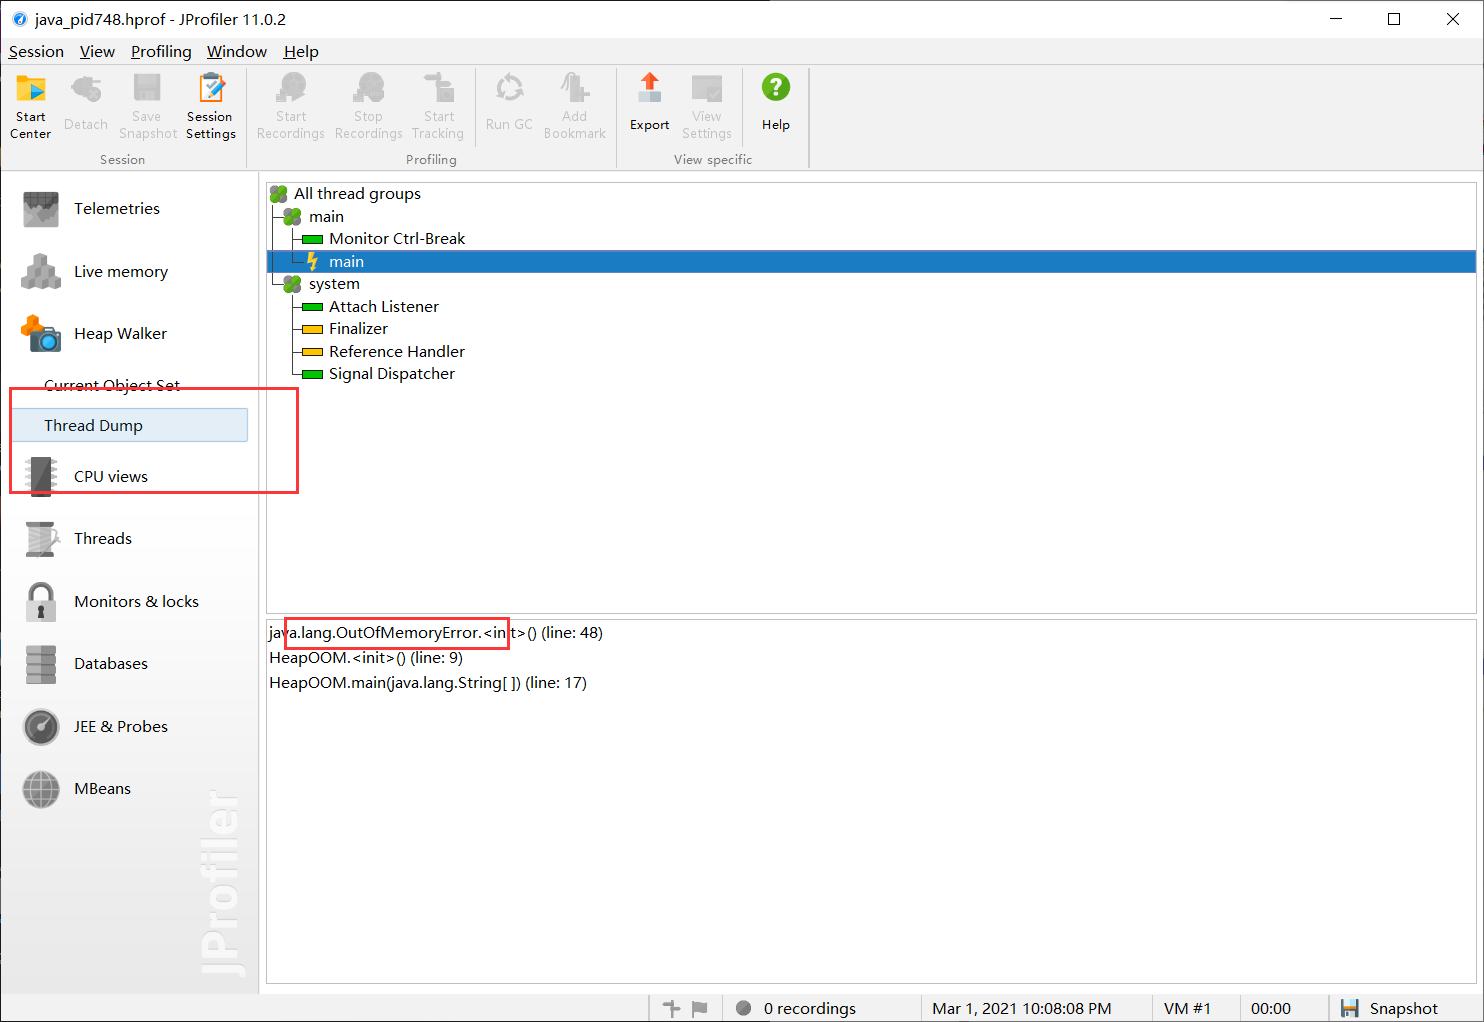 java_pid748.hprof - JProfiler 11.0.2
Session View Profiling Window Help
Start Center
Detach
Save Snapshot
Session Settings
Start Recordings
Stop Recordings
Start Tracking
Run GC
Add Bookmark
Export
View Settings
Help
Session
Profiling
View specific
Telemetries
Live memory
Heap Walker
Current Object Set
Thread Dump
CPU views
Threads
Monitors & locks
Databases
JEE & Probes
MBeans
JProfiler
All thread groups
main
Monitor Ctrl-Break
main
system
Attach Listener
Finalizer
Reference Handler
Signal Dispatcher
java.lang.OutOfMemoryError.<init>() (line: 48)
HeapOOM.<init>() (line: 9)
HeapOOM.main(java.lang.String[ ]) (line: 17)
0 recordings
Mar 1, 2021 10:08:08 PM
VM #1
00:00
Snapshot